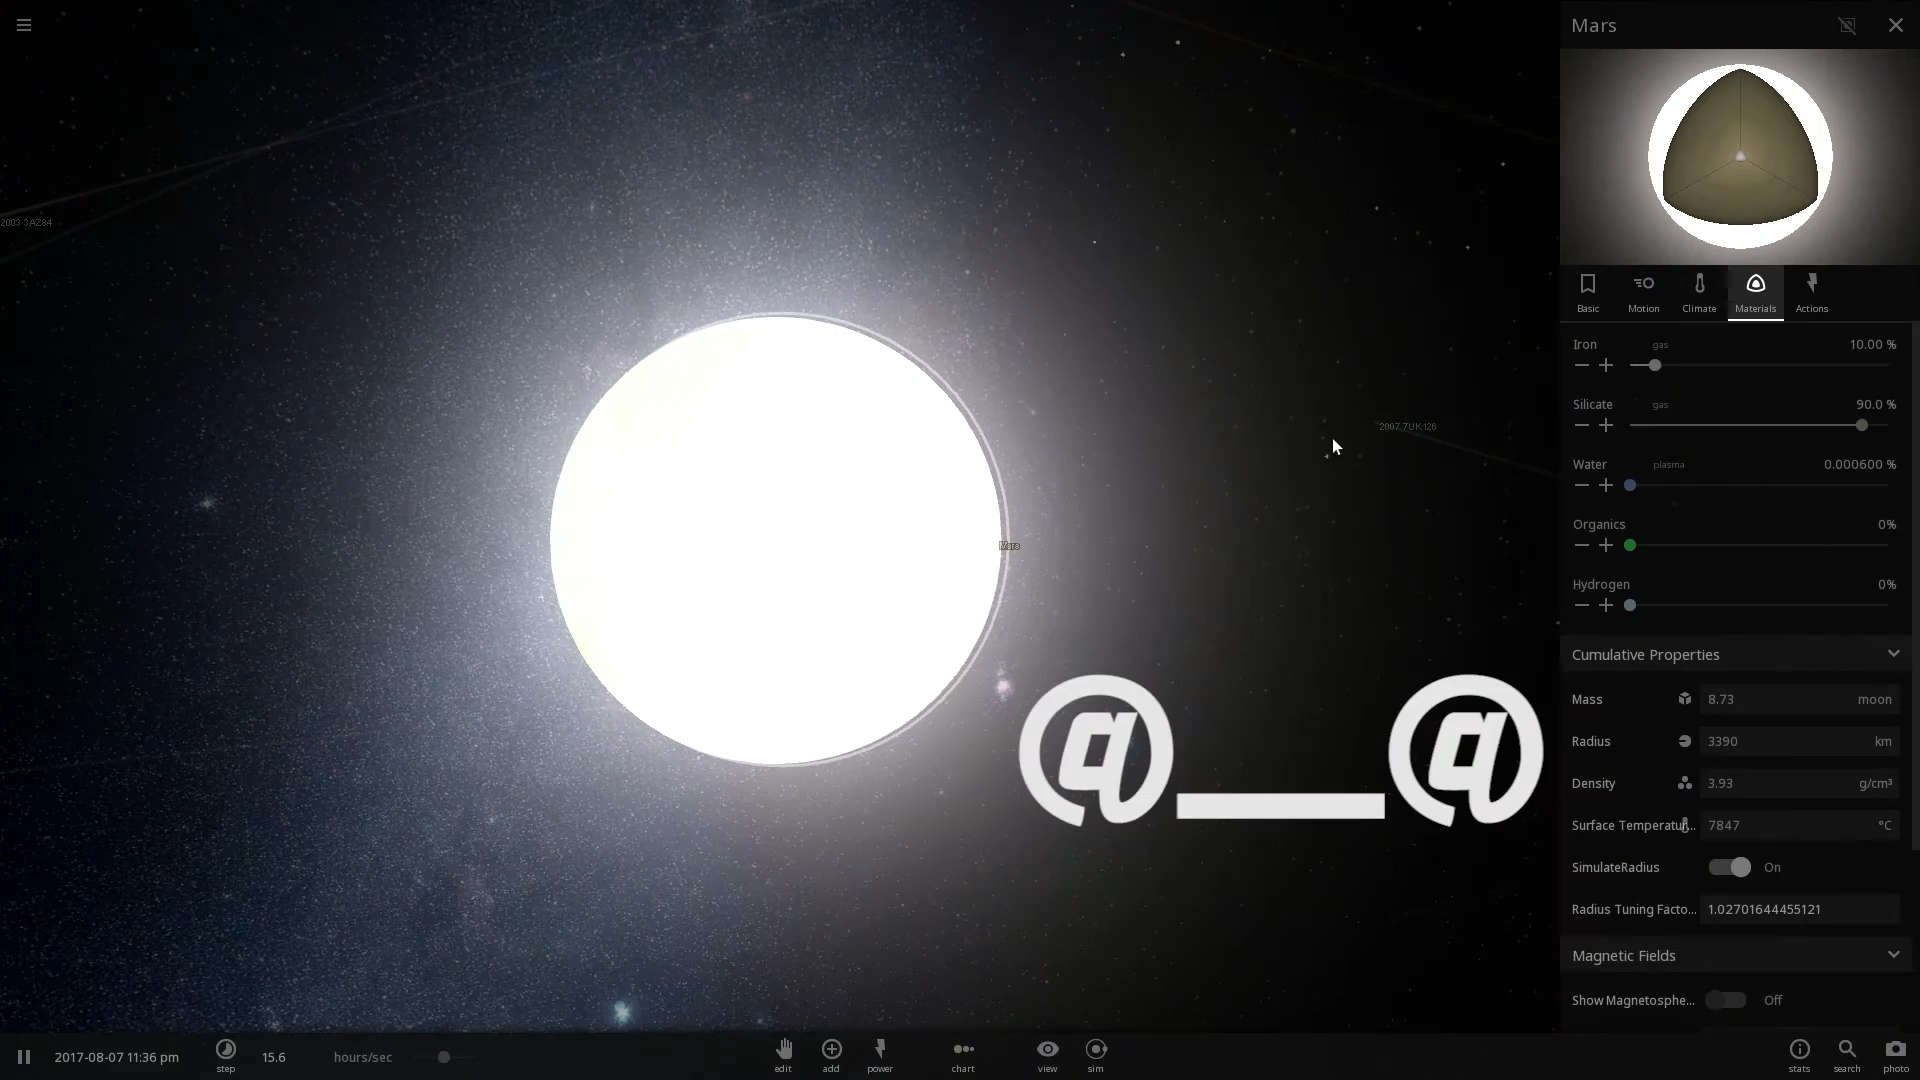 Mars
2003 3AZ84
Basic Motion Climate Materials Actions
Iron gas 10.00 %
Silicate gas 90.0 %
2007 7UK126
Water plasma 0.000600 %
Organics 0%
Mars
Hydrogen 0%
Cumulative Properties
Mass 8.73 moon
Radius 3390 km
@__@
Density 3.93 g/cm³
Surface Temperatur... 7847 °C
SimulateRadius On
Radius Tuning Facto... 1.02701644455121
Magnetic Fields
Show Magnetosphe... Off
2017-08-07 11:36 pm step 15.6 hours/sec edit add power chart view sim stats search photo